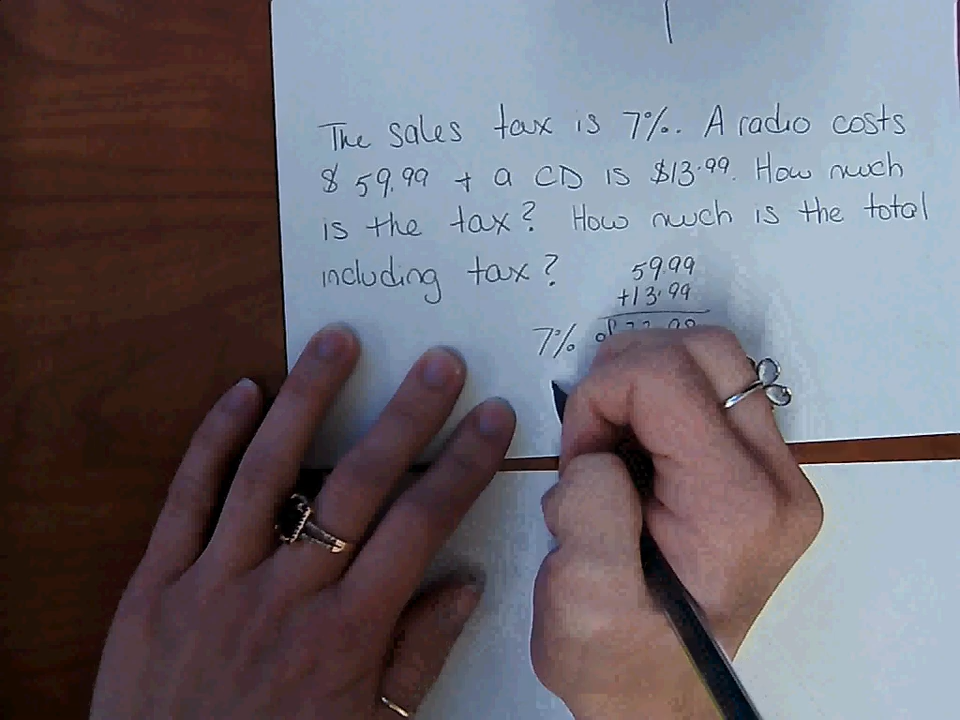 The sales tax is 7%. A radio costs
$ 59.99 + a CD is $13.99. How much
is the tax? How much is the total
including tax?
59.99
+13.99
7% of